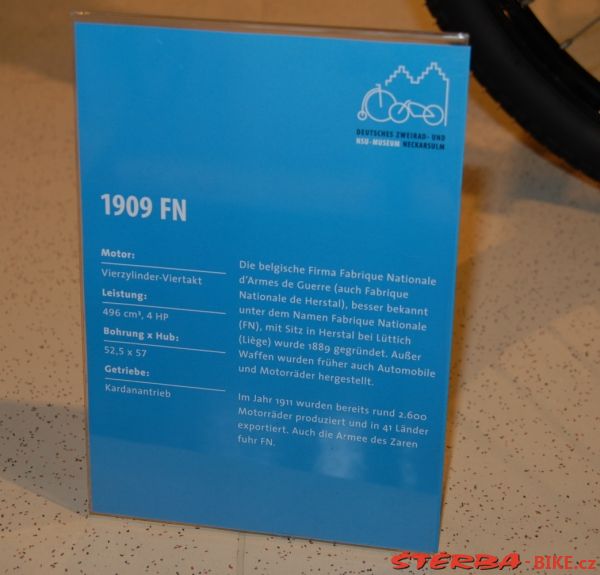 DEUTSCHES ZWEIRAD- UND
NSU-MUSEUM NECKARSULM
1909 FN
Motor:
Vierzylinder-Viertakt
Leistung:
496 cm³, 4 HP
Bohrung x Hub:
52,5 x 57
Getriebe:
Kardanantrieb
Die belgische Firma Fabrique Nationale
d'Armes de Guerre (auch Fabrique
Nationale de Herstal), besser bekannt
unter dem Namen Fabrique Nationale
(FN), mit Sitz in Herstal bei Lüttich
(Liège) wurde 1889 gegründet. Außer
Waffen wurden früher auch Automobile
und Motorräder hergestellt.
Im Jahr 1911 wurden bereits rund 2.600
Motorräder produziert und in 41 Länder
exportiert. Auch die Armee des Zaren
fuhr FN.
ŠTĚRBA-BIKE.cz